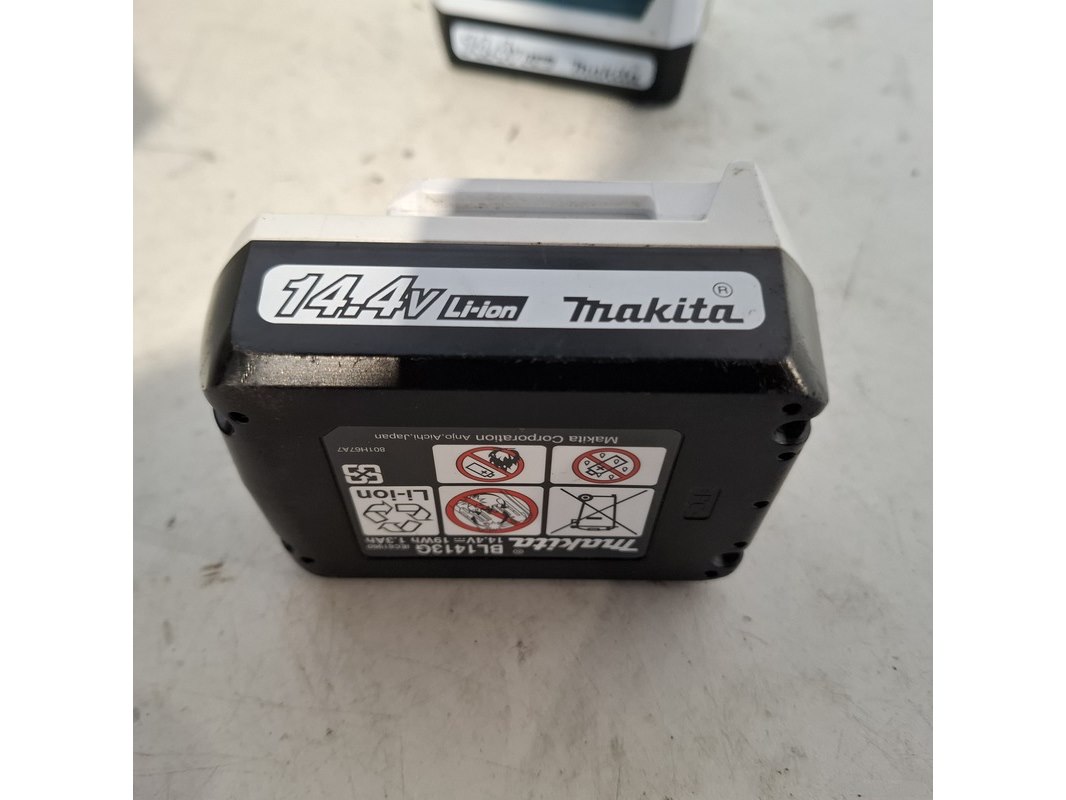 makita
14.4V Li-ion makita®
makita® BL1413G
14.4V⎓ 19Wh 1.3Ah
Li-ion
Makita Corporation Anjo,Aichi,Japan
801H67A7